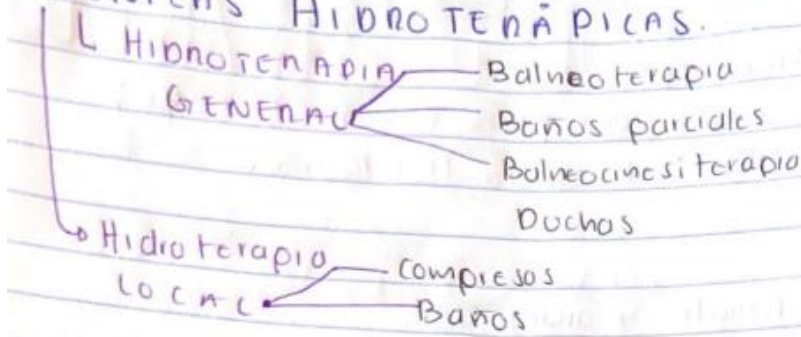 HIDROTERÁPICAS.
HIDROTERAPIA
GENERAL
Balneoterapia
Baños parciales
Balneocinesiterapia
Duchas
Hidroterapia
LOCAL
Compresas
Baños